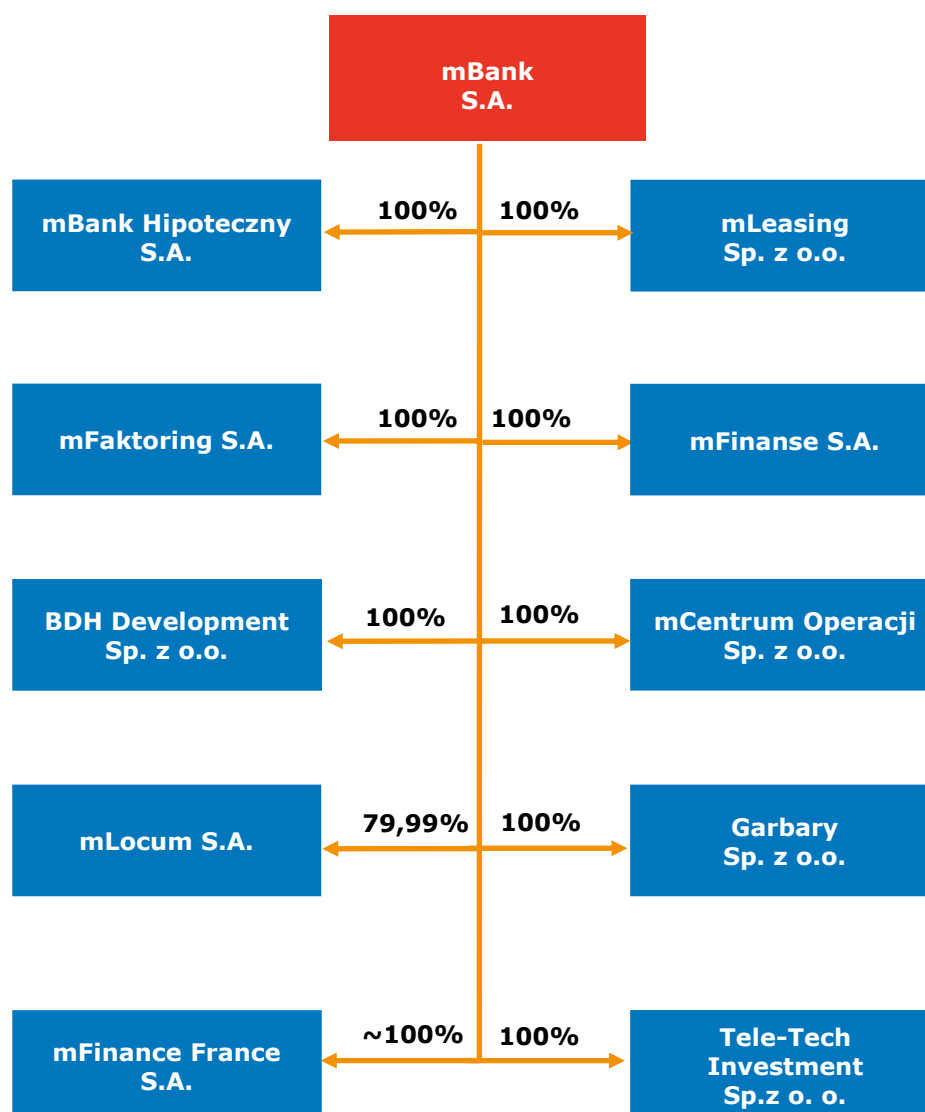 mBank
S.A.
100%
100%
mBank Hipoteczny
S.A.
mLeasing
Sp. z o.o.
100%
100%
mFaktoring S.A.
mFinanse S.A.
100%
100%
BDH Development
Sp. z o.o.
mCentrum Operacji
Sp. z o.o.
79,99%
100%
mLocum S.A.
Garbary
Sp. z o.o.
~100%
100%
mFinance France
S.A.
Tele-Tech
Investment
Sp.z o. o.